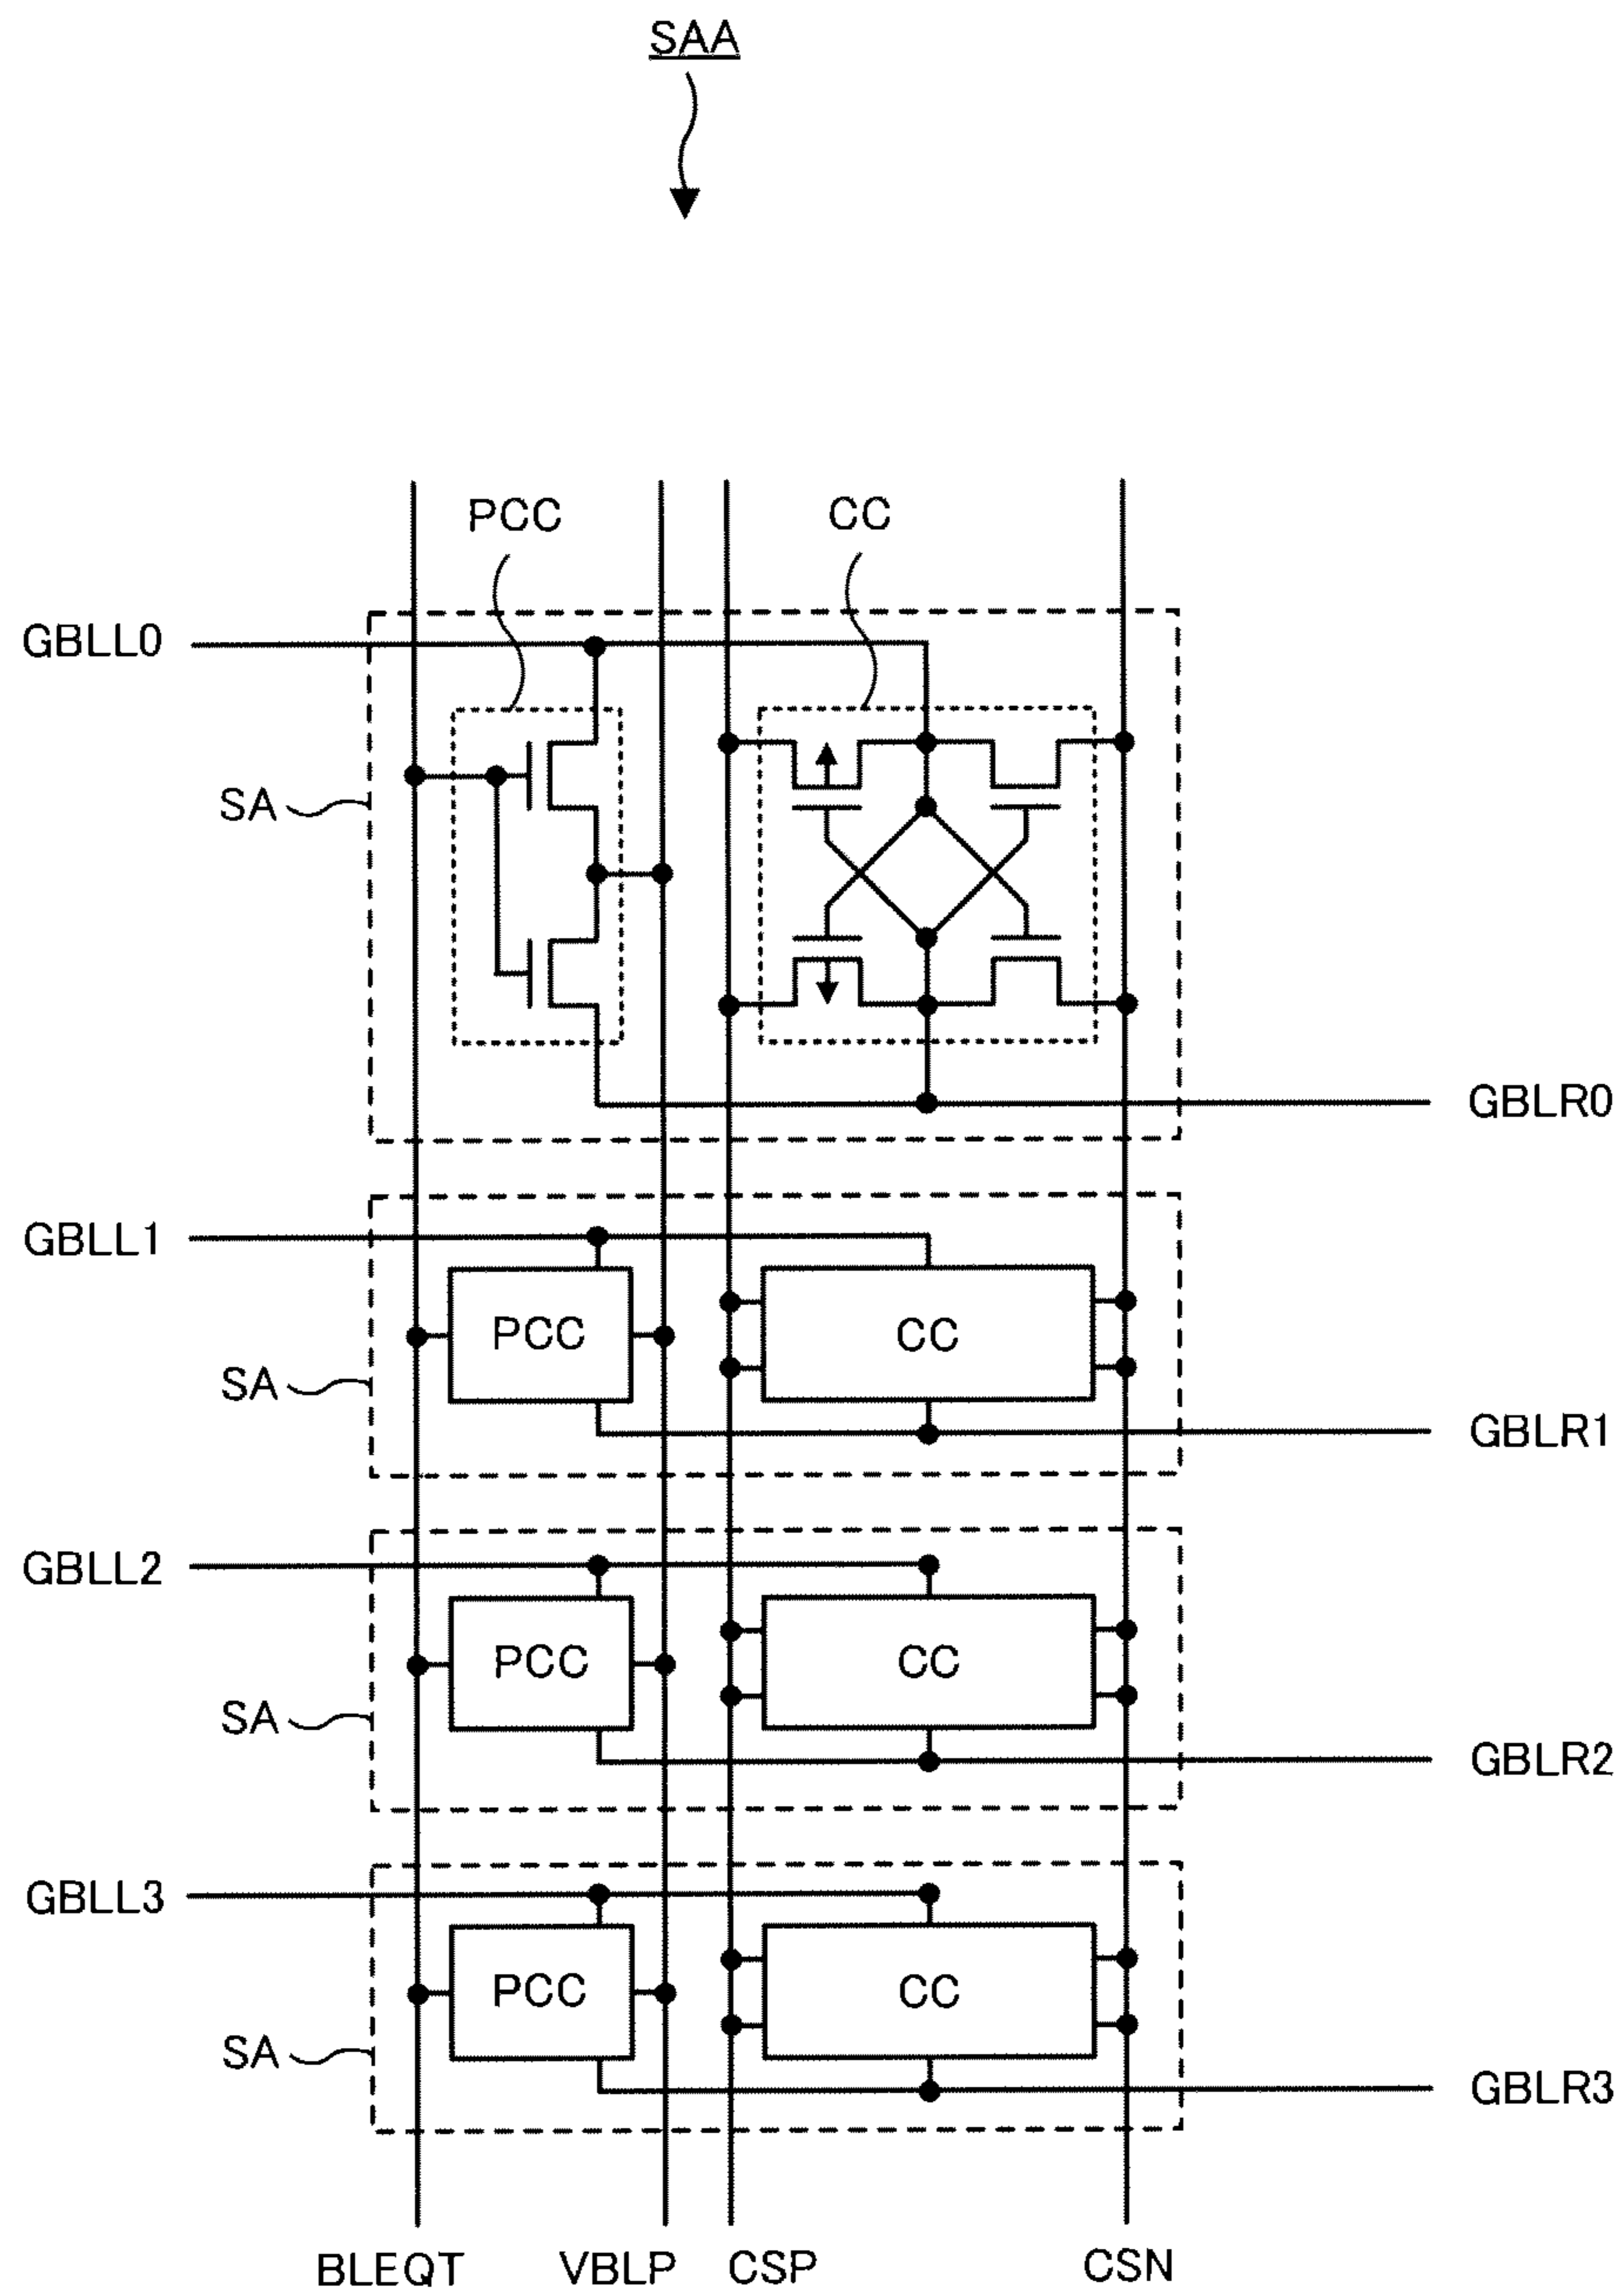 SAA
PCC
CC
GBLL0
SA
GBLR0
GBLL1
PCC
CC
SA
GBLR1
GBLL2
PCC
CC
SA
GBLR2
GBLL3
PCC
CC
SA
GBLR3
BLEQT
VBLP
CSP
CSN